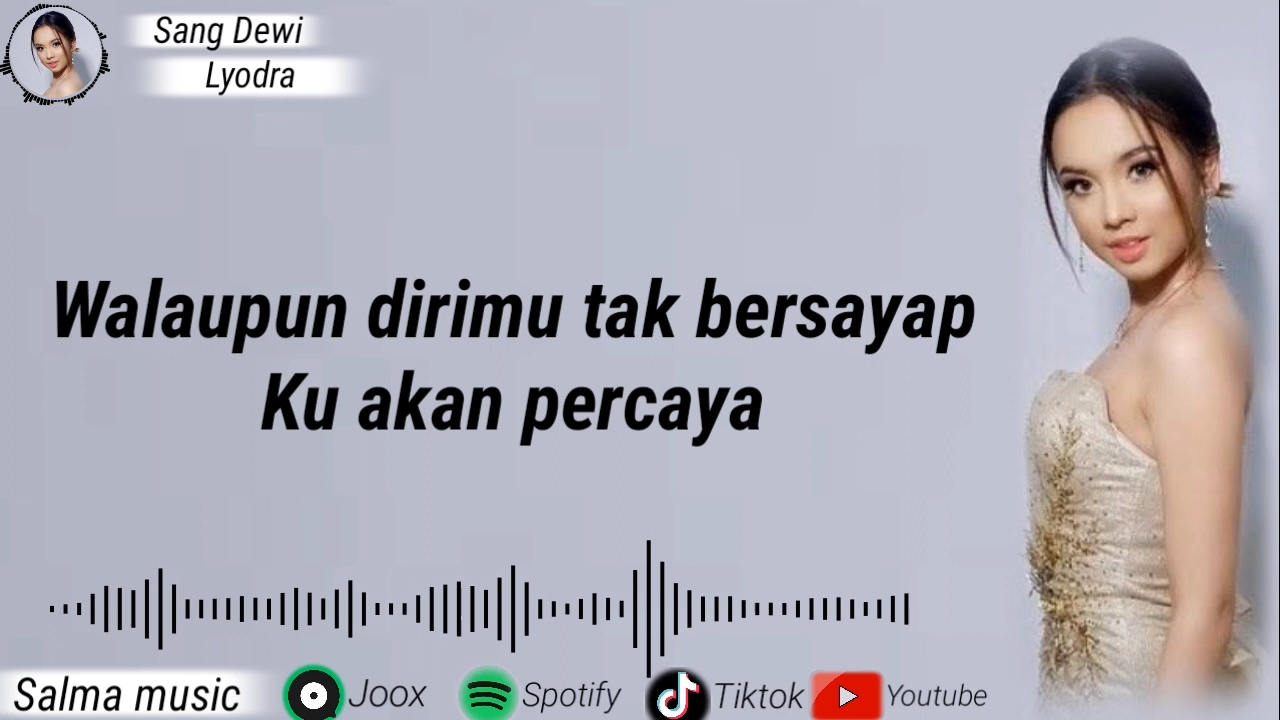 Sang Dewi
Lyodra
Walaupun dirimu tak bersayap
Ku akan percaya
Salma music
Joox
Spotify
Tiktok
Youtube